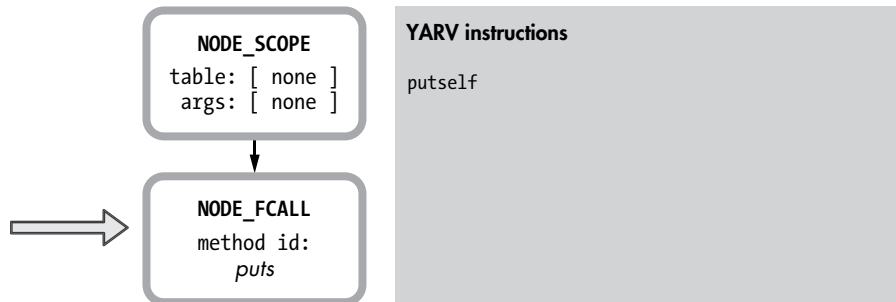 NODE_SCOPE
table: [ none ]
args: [ none ]
NODE_FCALL
method id:
puts
YARV instructions
putself